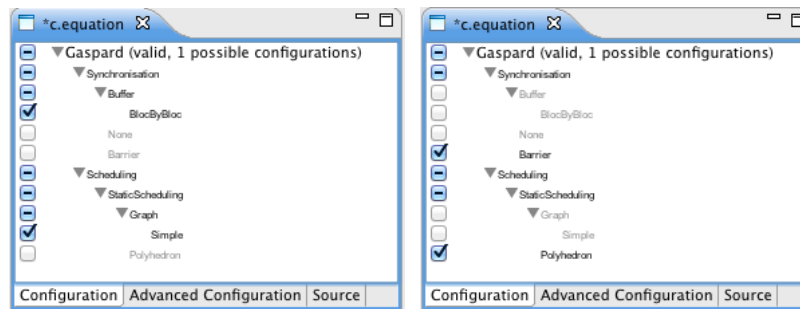 *c.equation
Gaspard (valid, 1 possible configurations)
Synchronisation
Buffer
BlocByBloc
None
Barrier
Scheduling
StaticScheduling
Graph
Simple
Polyhedron
Configuration Advanced Configuration Source
*c.equation
Gaspard (valid, 1 possible configurations)
Synchronisation
Buffer
BlocByBloc
None
Barrier
Scheduling
StaticScheduling
Graph
Simple
Polyhedron
Configuration Advanced Configuration Source